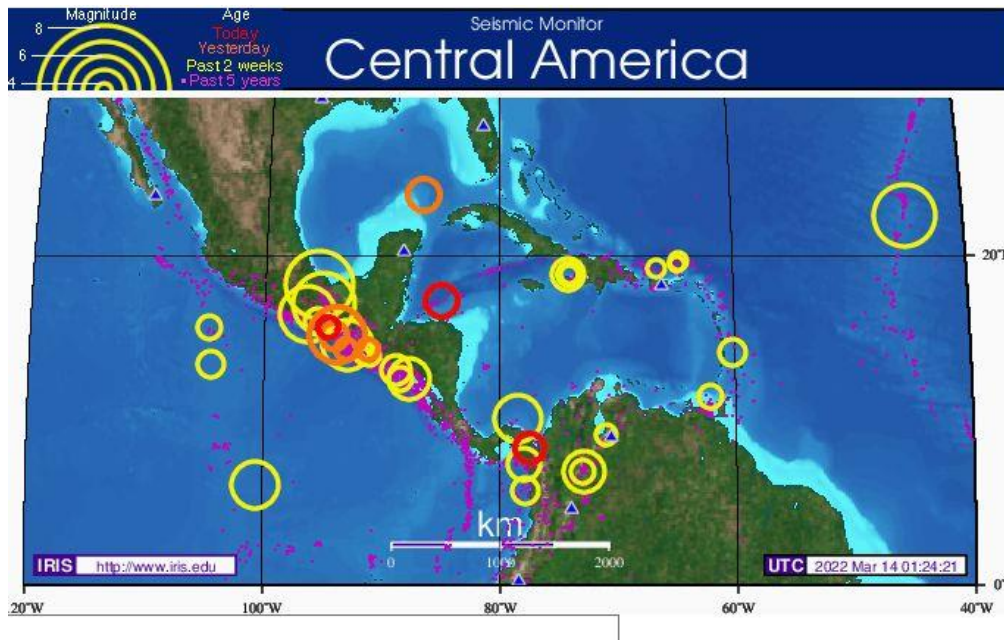 Magnitude
Age
8
Today
Yesterday
6
Past 2 weeks
4
Past 5 years
Seismic Monitor
Central America
20°
km
0
1000
2000
IRIS http://www.iris.edu
UTC 2022 Mar 14 01:24:21
0°
120°W
100°W
80°W
60°W
40°W